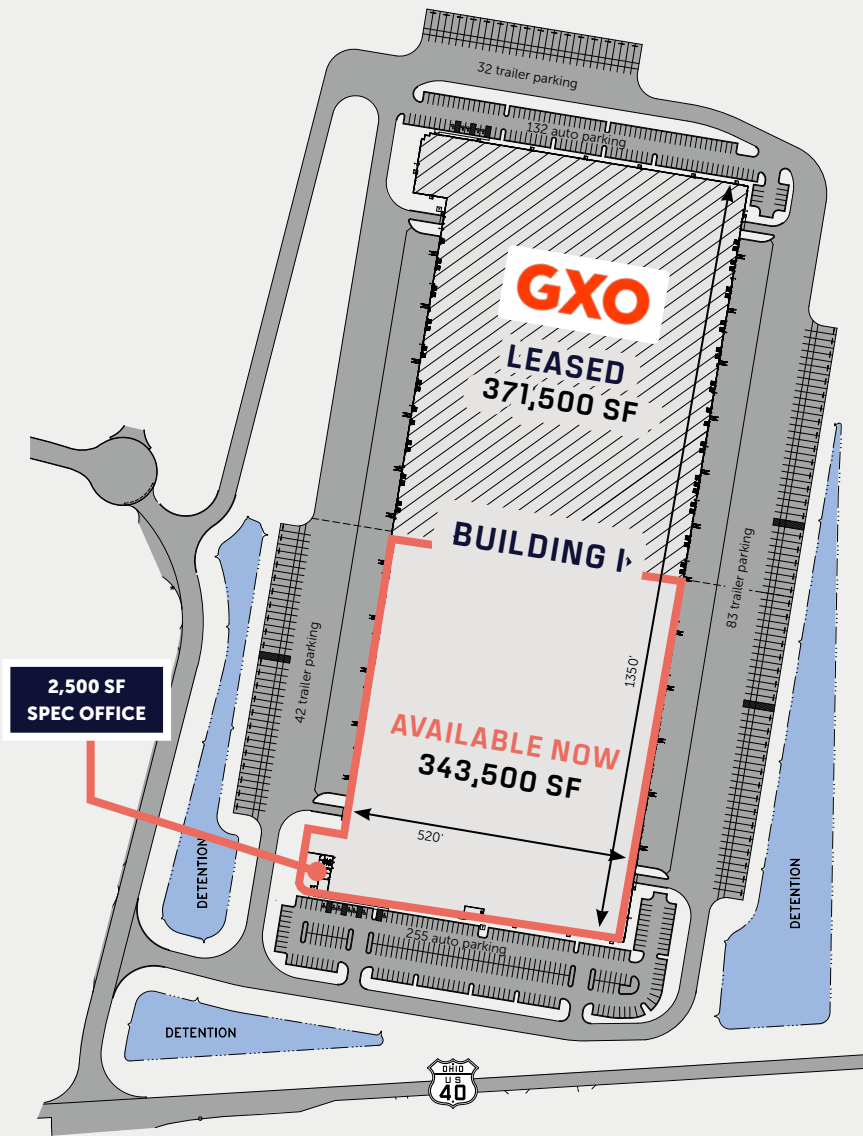 32 trailer parking
132 auto parking
GXO
LEASED
371,500 SF
BUILDING I
83 trailer parking
1350'
2,500 SF
SPEC OFFICE
42 trailer parking
AVAILABLE NOW
343,500 SF
520'
DETENTION
DETENTION
255 auto parking
DETENTION
OHIO
US
40